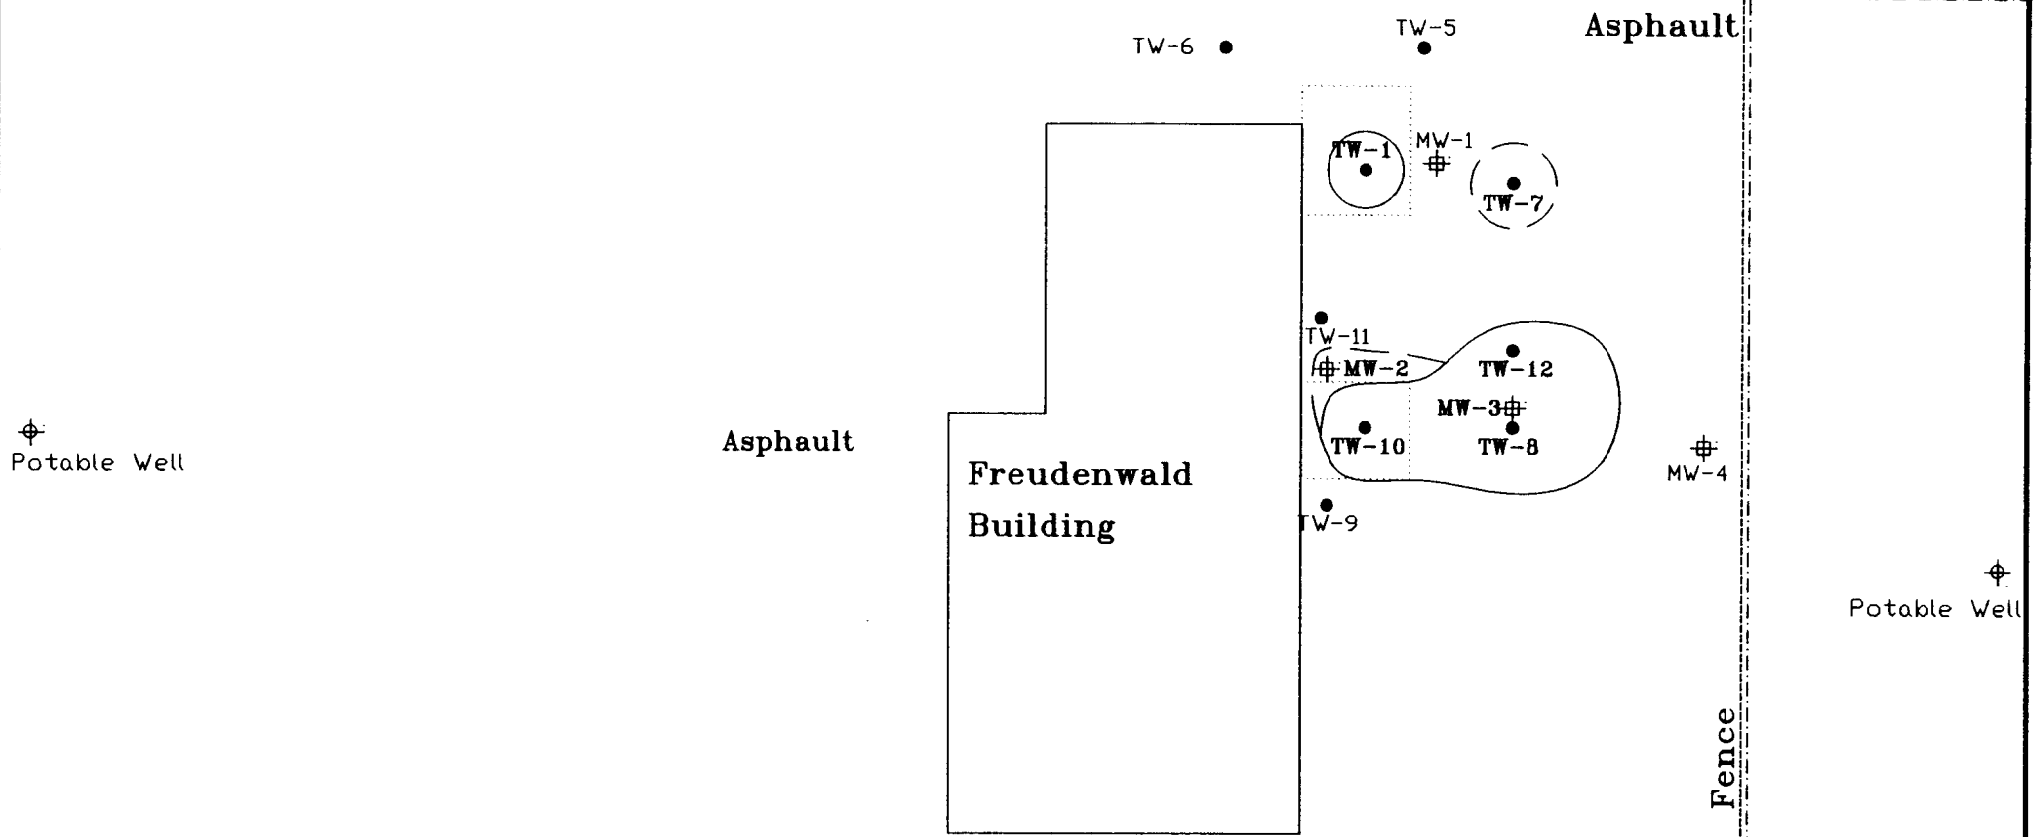 Asphault
TW-5
TW-6
MW-1
TW-1
TW-7
TW-11
MW-2
TW-12
MW-3
TW-10
TW-8
Potable Well
Asphault
MW-4
Freudenwald
Building
TW-9
Potable Well
Fence